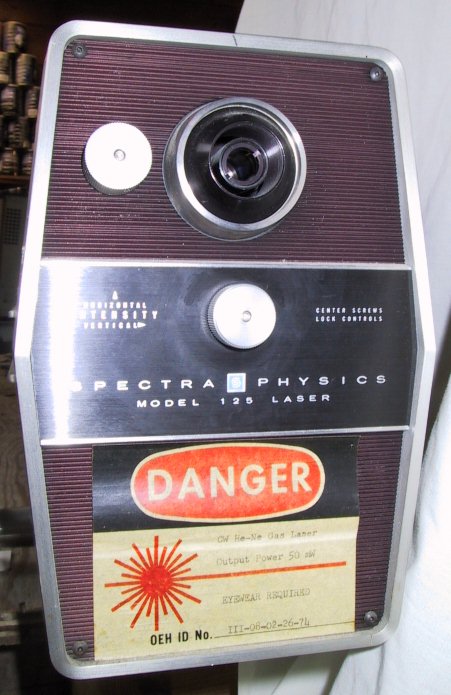 HORIZONTAL
INTENSITY
VERTICAL
CENTER SCREWS
LOCK CONTROLS
SPECTRA PHYSICS
MODEL 125 LASER
DANGER
CW He-Ne Gas Laser
Output Power 50 mW
EYEWEAR REQUIRED
OEH ID No. III-06-02-26-74